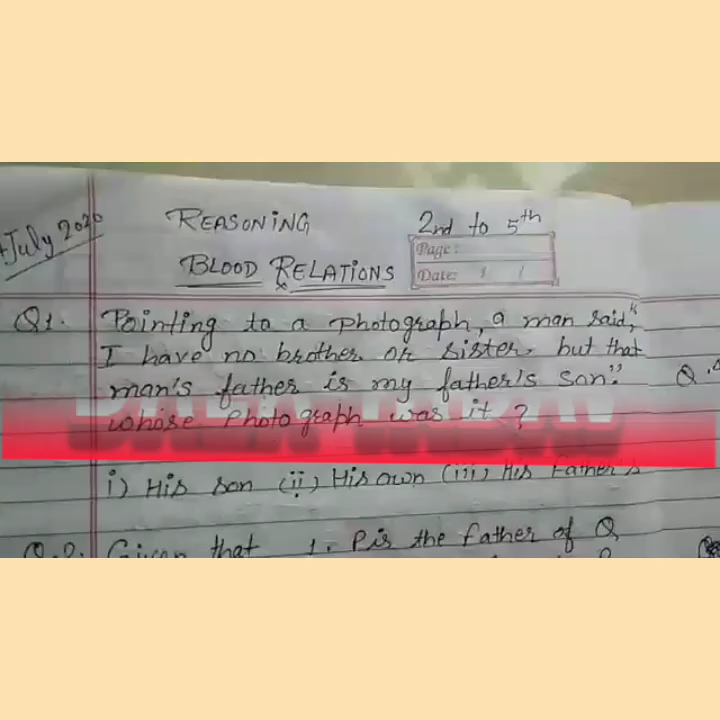 July 2020
REASONING
2nd to 5th
BLOOD RELATIONS
Page:
Date: / /
Q1. Pointing to a photograph, a man said, "
I have no brother or sister, but that
man's father is my father's son."
whose photograph was it ?
i) His son (ii) His own (iii) His Father's
Q.2. Given that 1. P is the father of Q
Q.